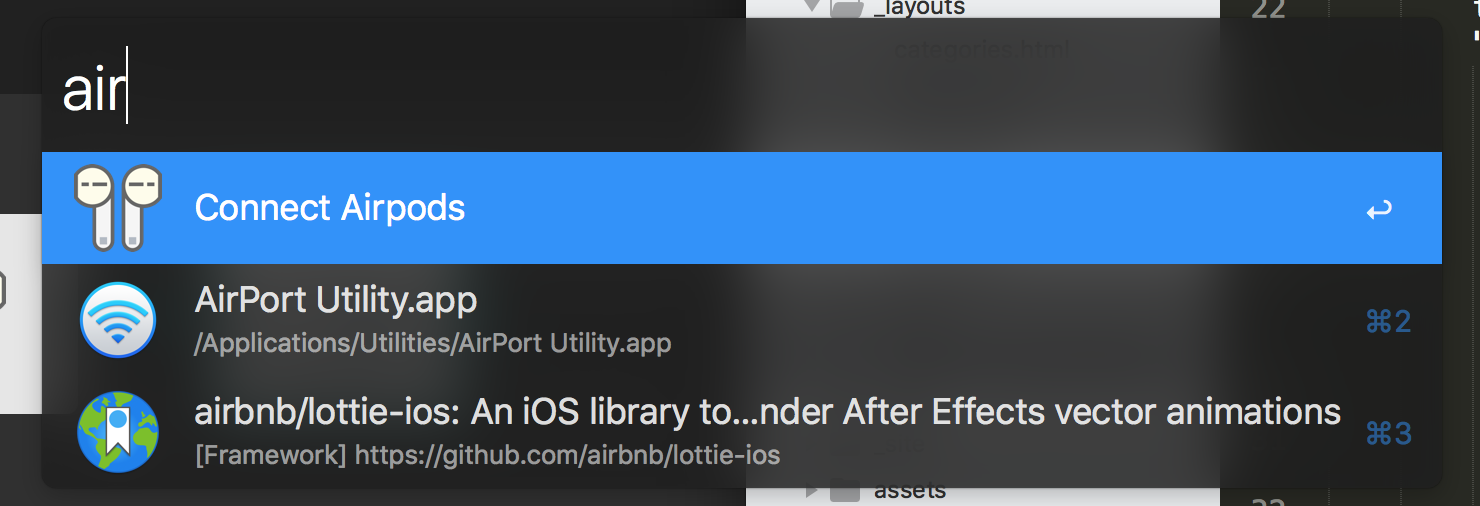 _layouts
22
categories.html
air
Connect Airpods
AirPort Utility.app
/Applications/Utilities/AirPort Utility.app
⌘2
airbnb/lottie-ios: An iOS library to...nder After Effects vector animations
[Framework] https://github.com/airbnb/lottie-ios
⌘3
assets